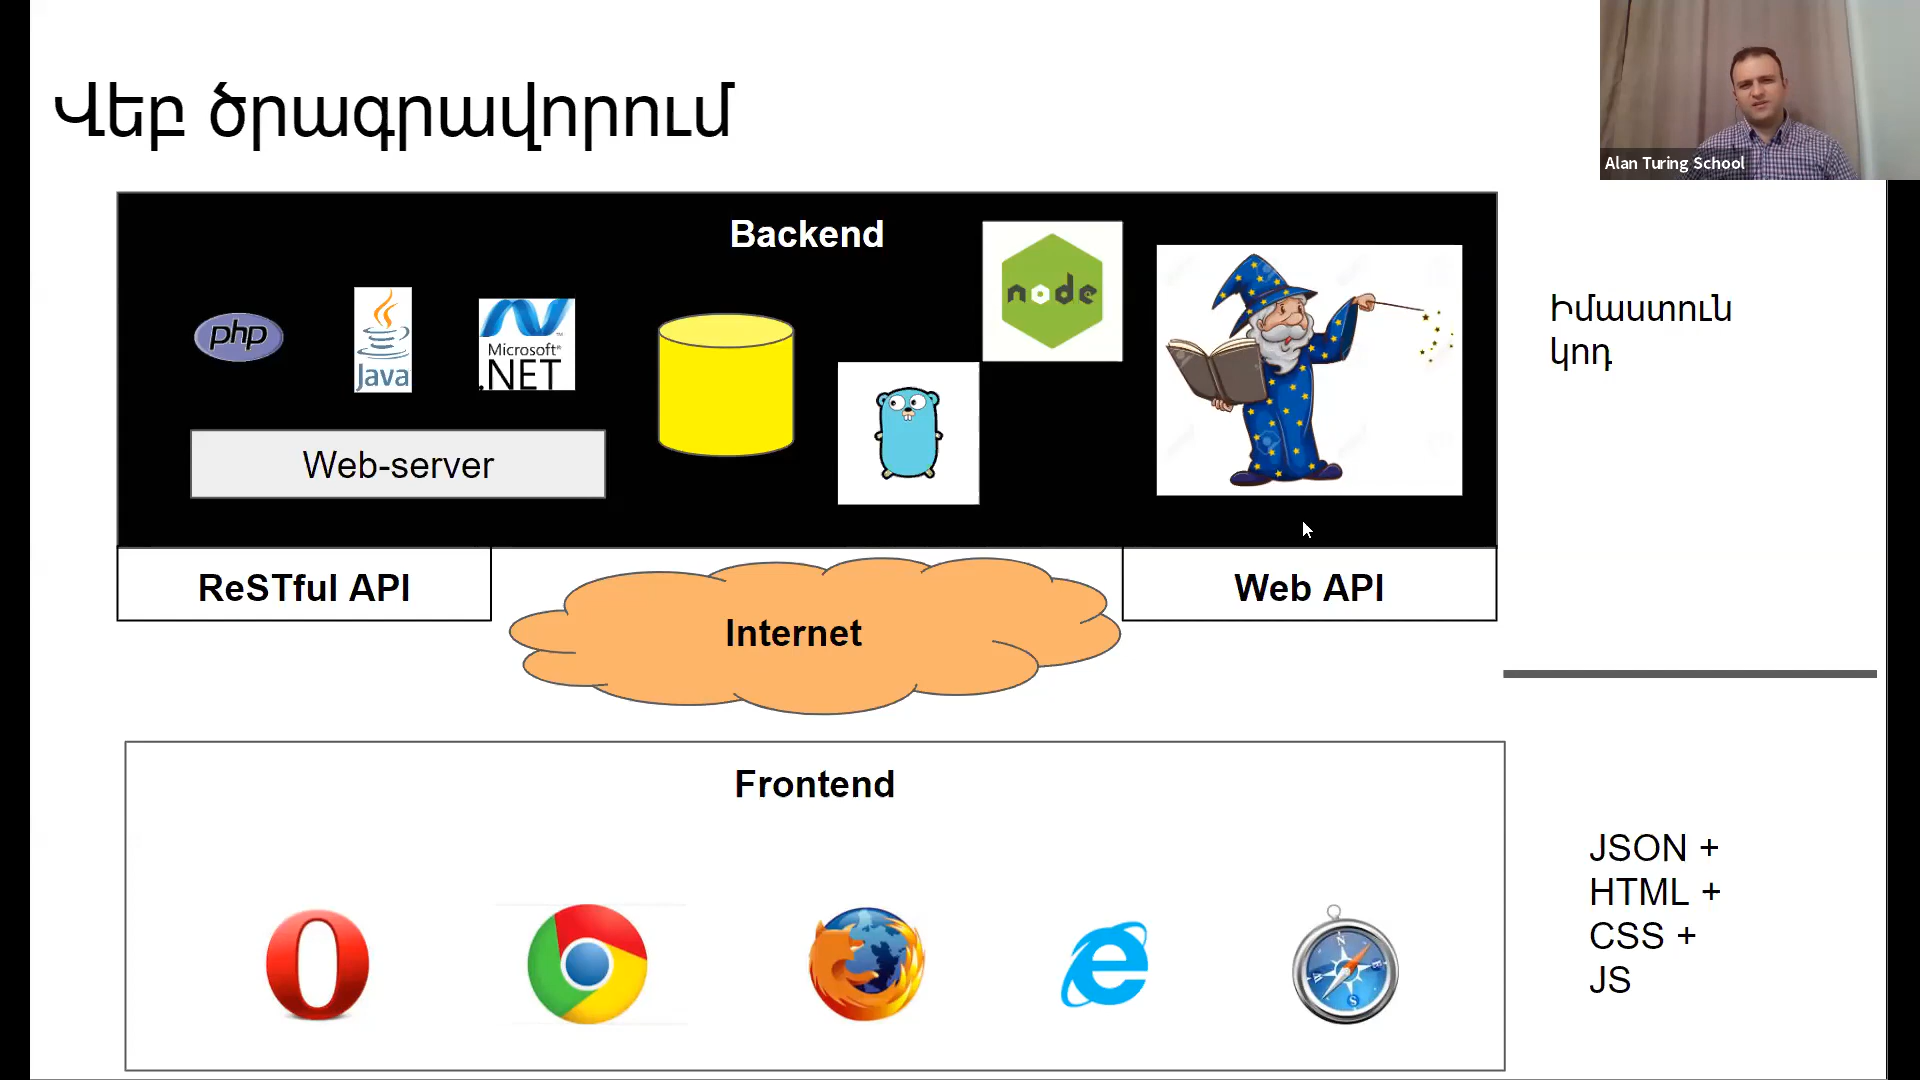 Վեբ ծրագրավորում
Alan Turing School
Backend
node
php
Java
Microsoft®
.NET
Web-server
Իմաստուն
կոդ
ReSTful API
Internet
Web API
Frontend
JSON +
HTML +
CSS +
JS